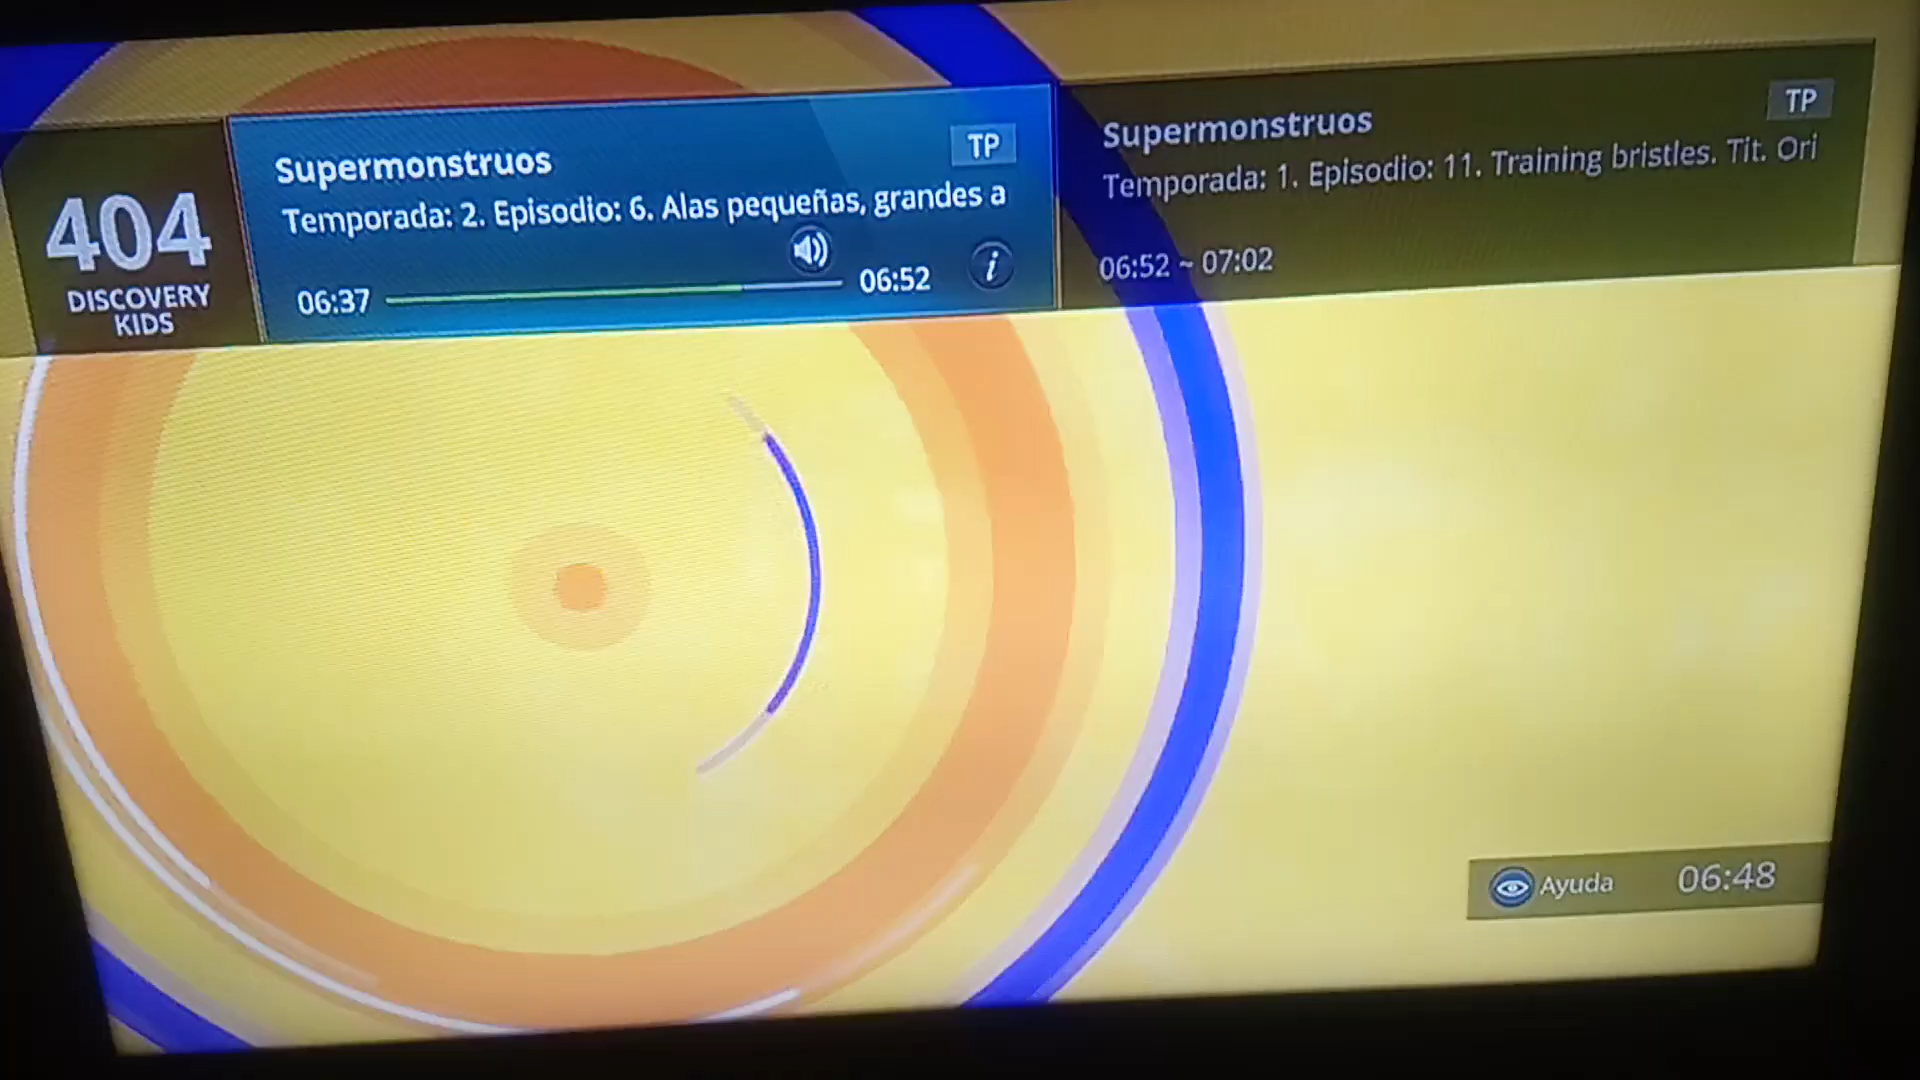 404
DISCOVERY
KIDS
Supermonstruos
TP
Temporada: 2. Episodio: 6. Alas pequeñas, grandes a
06:37
06:52
i
Supermonstruos
TP
Temporada: 1. Episodio: 11. Training bristles. Tit. Ori
06:52 ~ 07:02
Ayuda
06:48